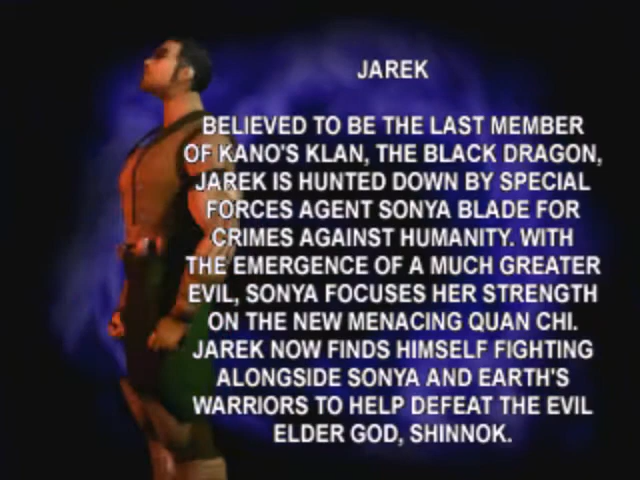 JAREK
BELIEVED TO BE THE LAST MEMBER
OF KANO'S KLAN, THE BLACK DRAGON,
JAREK IS HUNTED DOWN BY SPECIAL
FORCES AGENT SONYA BLADE FOR
CRIMES AGAINST HUMANITY. WITH
THE EMERGENCE OF A MUCH GREATER
EVIL, SONYA FOCUSES HER STRENGTH
ON THE NEW MENACING QUAN CHI.
JAREK NOW FINDS HIMSELF FIGHTING
ALONGSIDE SONYA AND EARTH'S
WARRIORS TO HELP DEFEAT THE EVIL
ELDER GOD, SHINNOK.